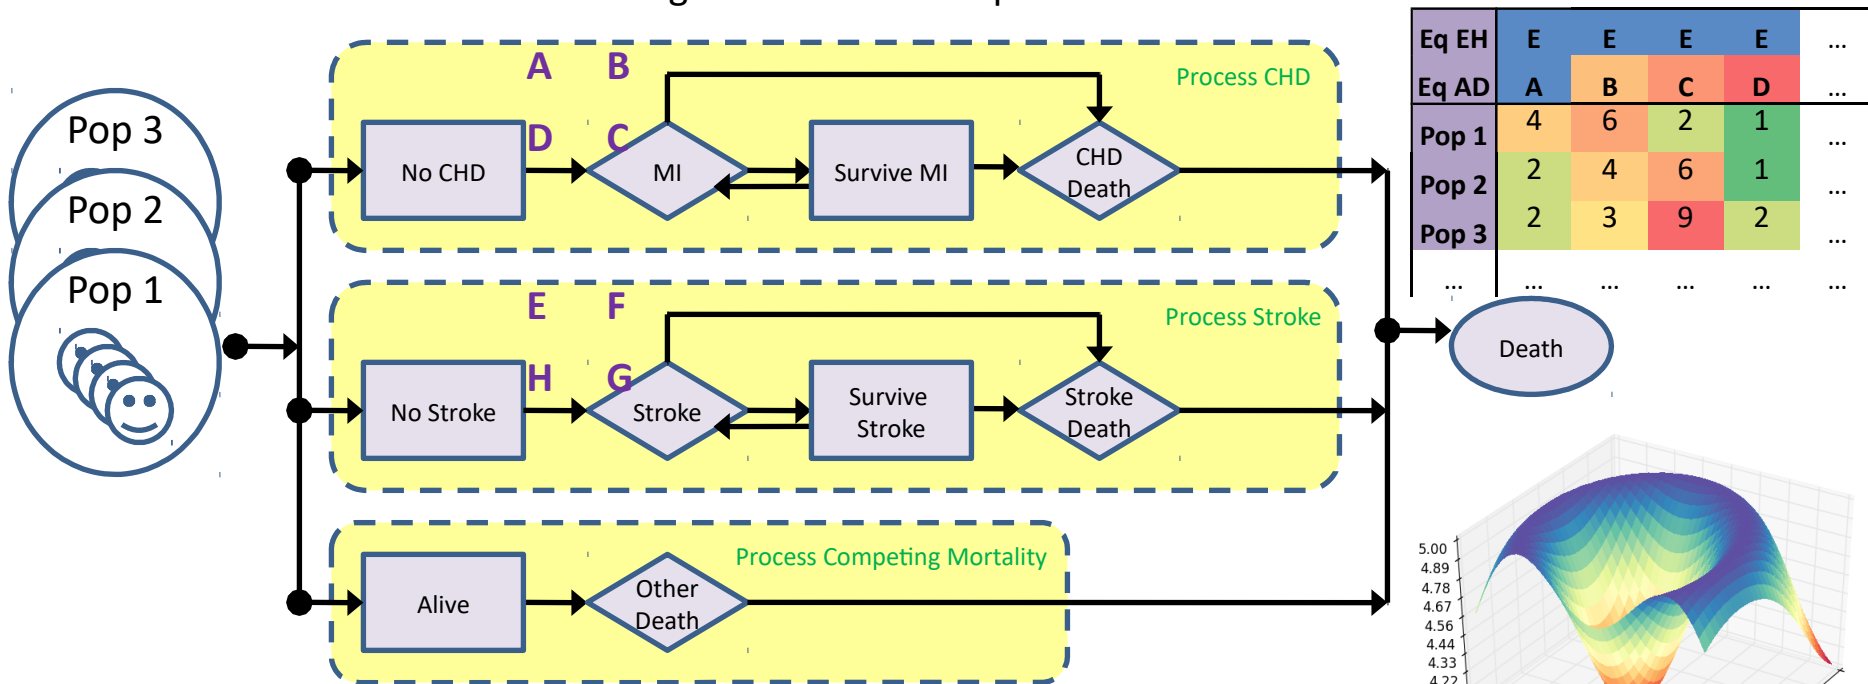 Pop 3
Pop 2
Pop 1
A B
Process CHD
D C
No CHD
MI
Survive MI
CHD
Death
E F
Process Stroke
H G
No Stroke
Stroke
Survive
Stroke
Stroke
Death
Process Competing Mortality
Alive
Other
Death
Death
Eq EH E E E E ...
Eq AD A B C D ...
Pop 1 4 6 2 1 ...
Pop 2 2 4 6 1 ...
Pop 3 2 3 9 2 ...
... ... ... ... ... ...
5.00
4.89
4.78
4.67
4.56
4.44
4.33
4.22